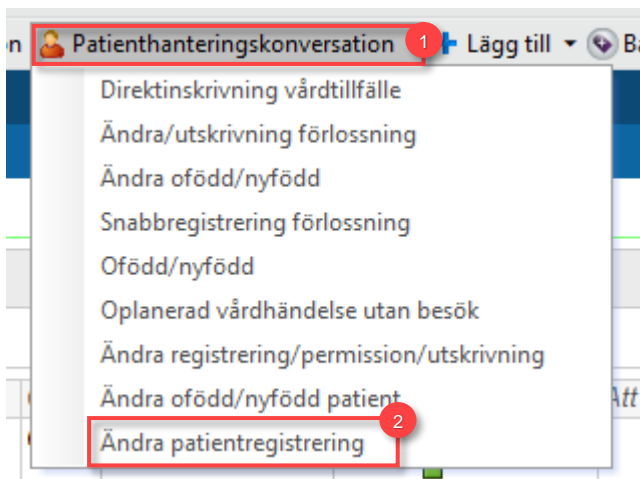 n Patienthanteringskonversation 1 Lägg till Ba
Direktinskrivning vårdtillfälle
Ändra/utskrivning förlossning
Ändra ofödd/nyfödd
Snabbregistrering förlossning
Ofödd/nyfödd
Oplanerad vårdhändelse utan besök
Ändra registrering/permission/utskrivning
Ändra ofödd/nyfödd patient Att
2
Ändra patientregistrering